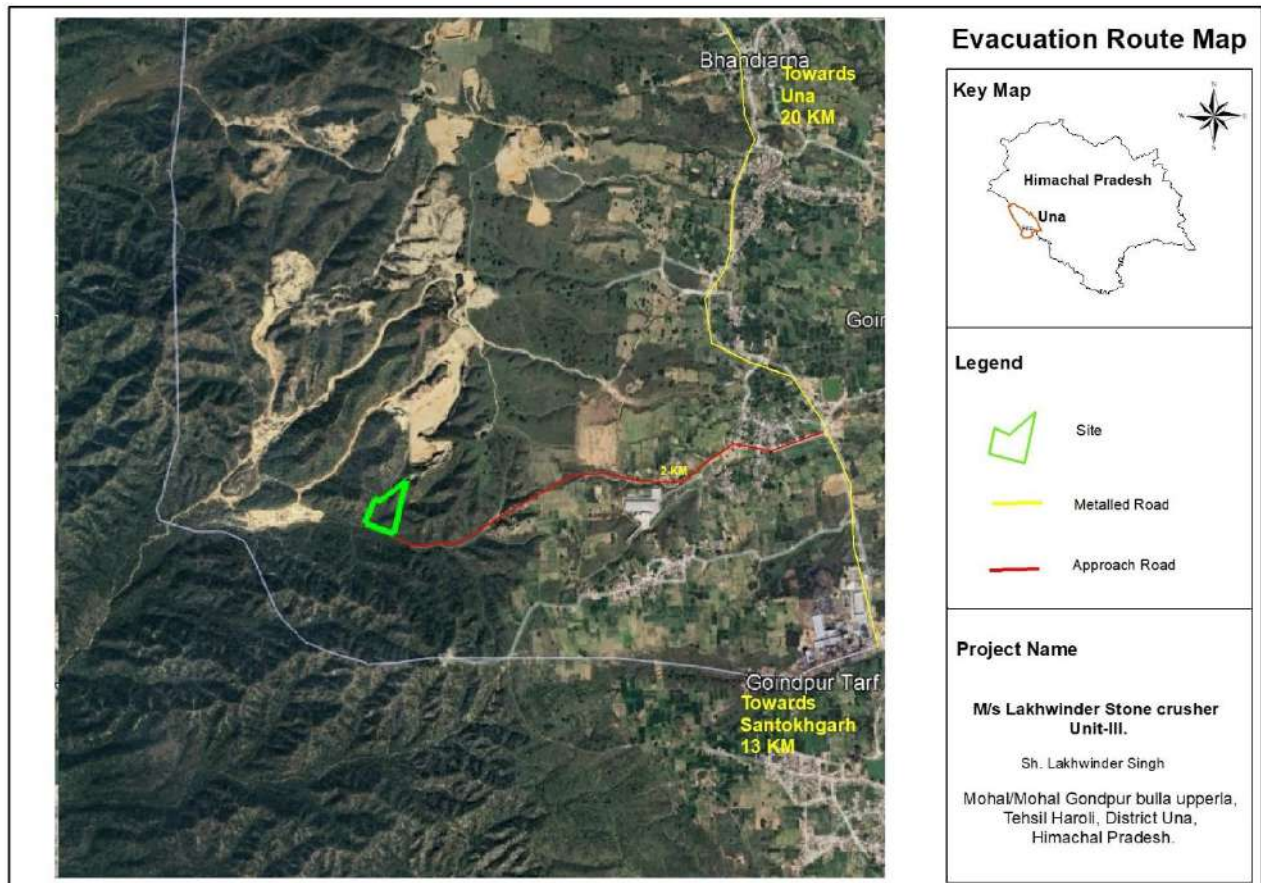 Evacuation Route Map
Bhandiarna
Towards
Una
20 KM
Goin
2 KM
Goindpur Tarf
Towards
Santokhgarh
13 KM
Key Map
N
W
E
S
Himachal Pradesh
Una
Legend
Site
Metalled Road
Approach Road
Project Name
M/s Lakhwinder Stone crusher
Unit-III.
Sh. Lakhwinder Singh
Mohal/Mohal Gondpur bulla upperla,
Tehsil Haroli, District Una,
Himachal Pradesh.